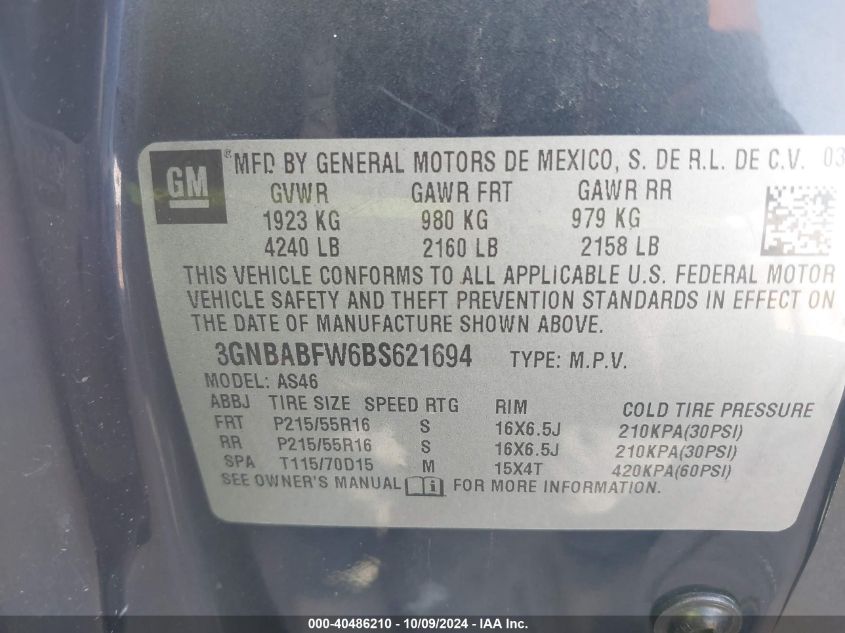 GM ® MFD BY GENERAL MOTORS DE MEXICO, S. DE R.L. DE C.V. 03
GVWR GAWR FRT GAWR RR
1923 KG 980 KG 979 KG
4240 LB 2160 LB 2158 LB
THIS VEHICLE CONFORMS TO ALL APPLICABLE U.S. FEDERAL MOTOR
VEHICLE SAFETY AND THEFT PREVENTION STANDARDS IN EFFECT ON
THE DATE OF MANUFACTURE SHOWN ABOVE.
3GNBABFW6BS621694 TYPE: M.P.V.
MODEL: AS46
ABBJ TIRE SIZE SPEED RTG RIM COLD TIRE PRESSURE
FRT P215/55R16 S 16X6.5J 210KPA(30PSI)
RR P215/55R16 S 16X6.5J 210KPA(30PSI)
SPA T115/70D15 M 15X4T 420KPA(60PSI)
SEE OWNER'S MANUAL FOR MORE INFORMATION.
000-40486210 - 10/09/2024 - IAA Inc.